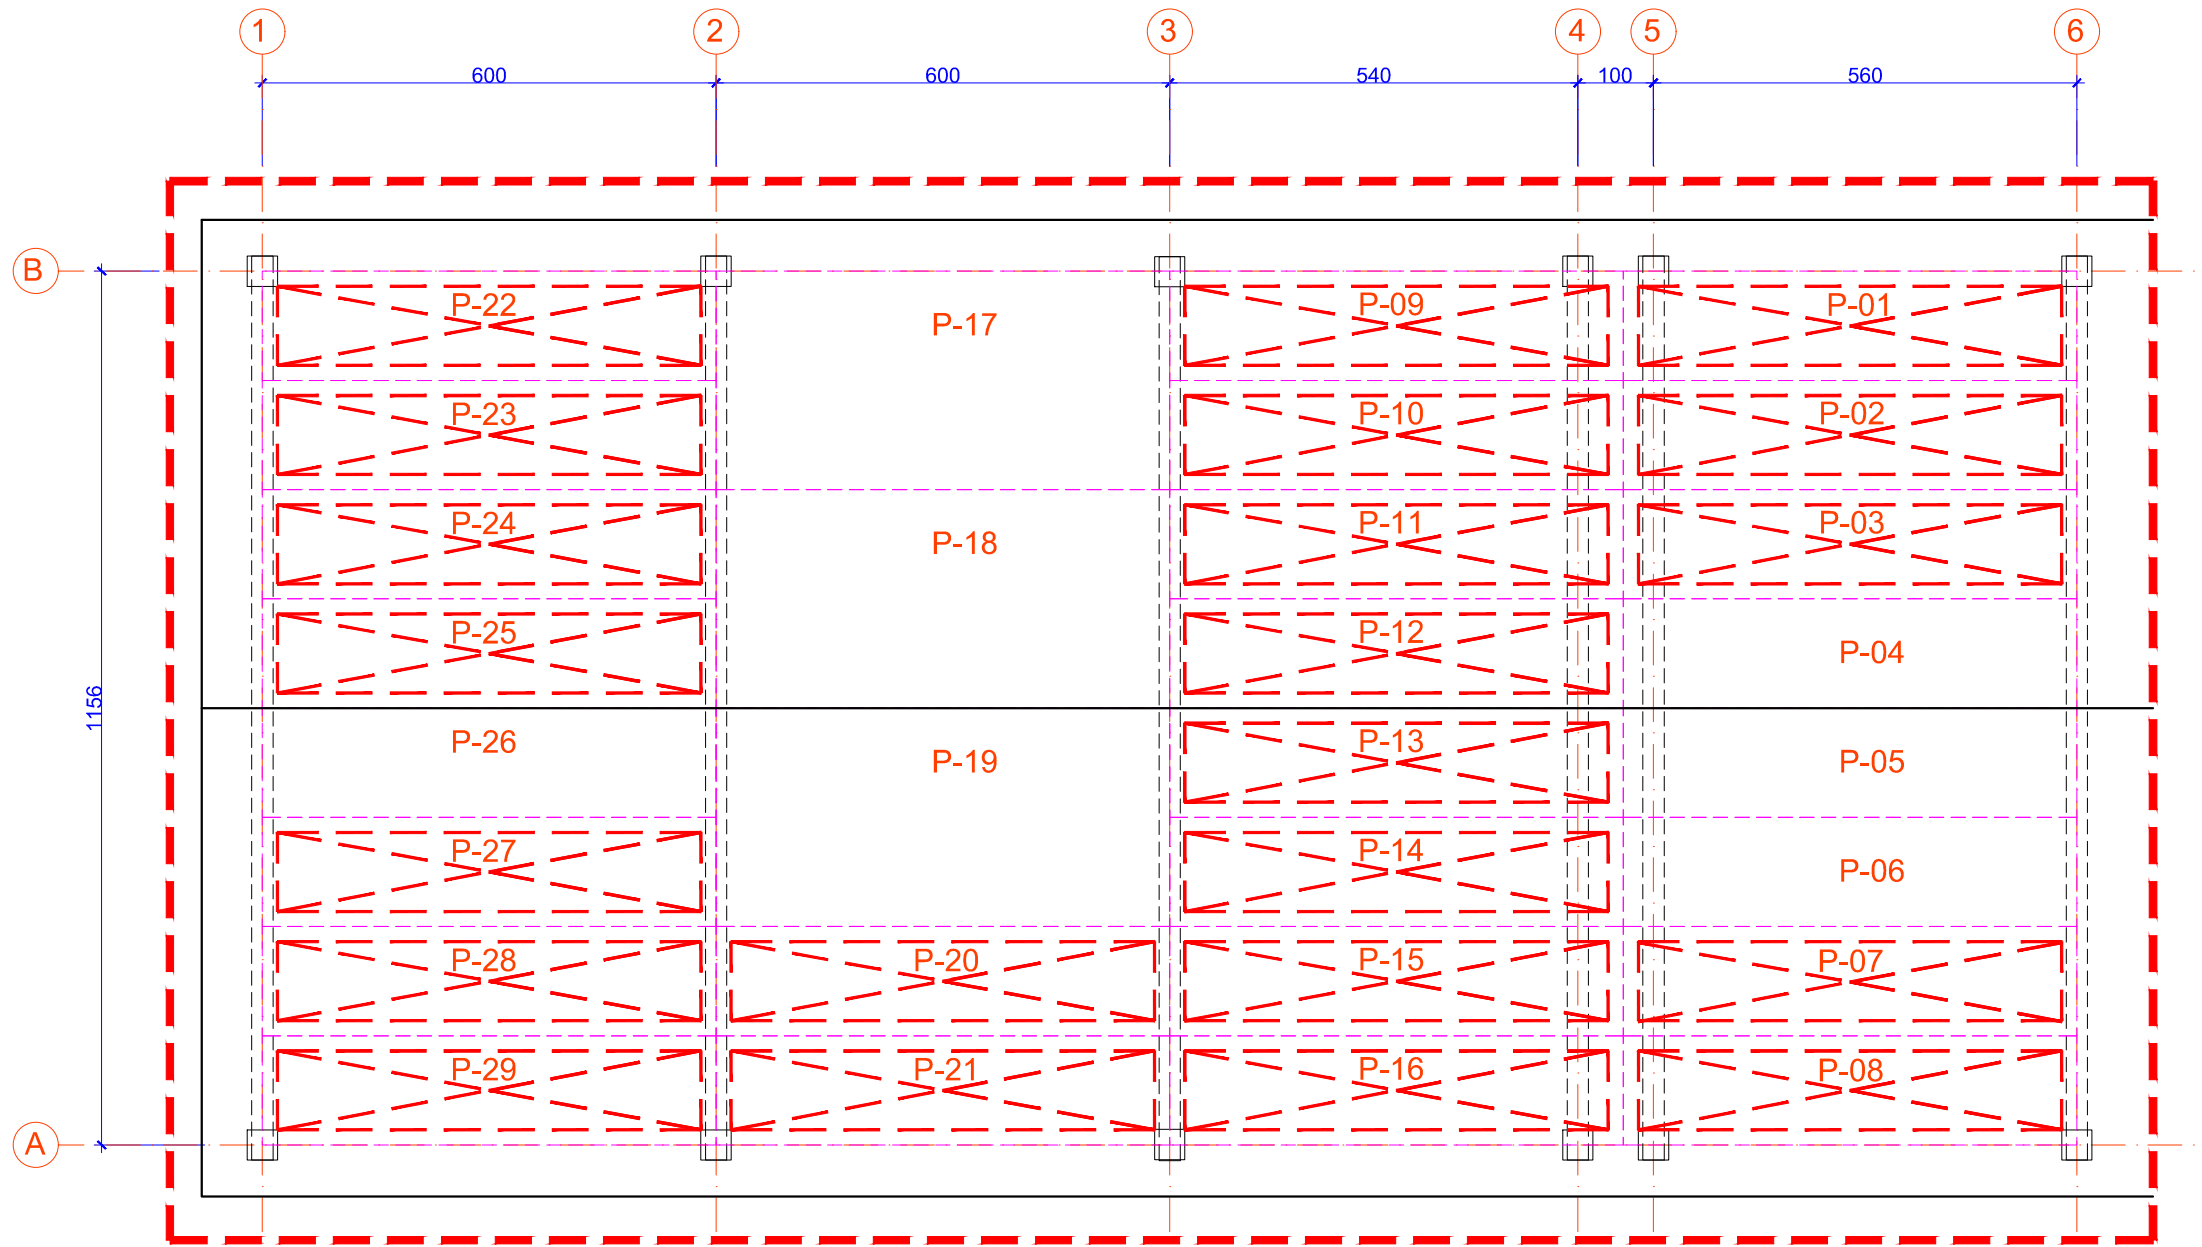 1 2 3 4 5 6
600 600 540 100 560
B
P-22 P-17 P-09 P-01
P-23 P-10 P-02
P-24 P-18 P-11 P-03
P-25 P-12 P-04
1156
P-26 P-19 P-13 P-05
P-27 P-14 P-06
P-28 P-20 P-15 P-07
P-29 P-21 P-16 P-08
A